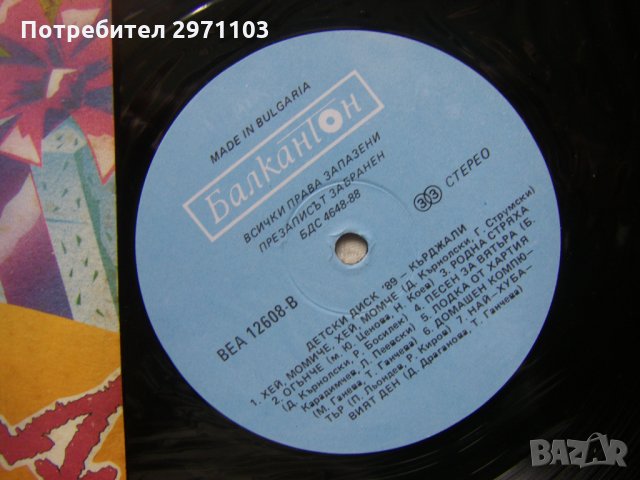 Потребител 2971103
MADE IN BULGARIA
Балкантон
ВСИЧКИ ПРАВА ЗАПАЗЕНИ
ПРЕЗАПИСЪТ ЗАБРАНЕН
БДС 4648-88
33 СТЕРЕО
ВЕА 12608-В
ДЕТСКИ ДИСК '89 – КЪРДЖАЛИ
1. ХЕЙ, МОМИЧЕ, ХЕЙ, МОМЧЕ (Д. Кърнолски, Г. Струмски)
2. ОГЪНЧЕ (м. Ю. Ценова, Н. Коев) 3. РОДНА СТРЯХА
(Д. Кърнолски, Р. Босилек) 4. ПЕСЕН ЗА ВЯТЪРА (Б.
Карадимчев, Л. Левски) 5. ЛОДКА ОТ ХАРТИЯ
(М. Ганева, Т. Ганчева) 6. ДОМАШЕН КОМПЮ-
ТЪР (П. Льондев, Р. Киров) 7. НАЙ-ХУБА-
ВИЯТ ДЕН (Д. Драганова, Т. Ганчева)
BAZAR